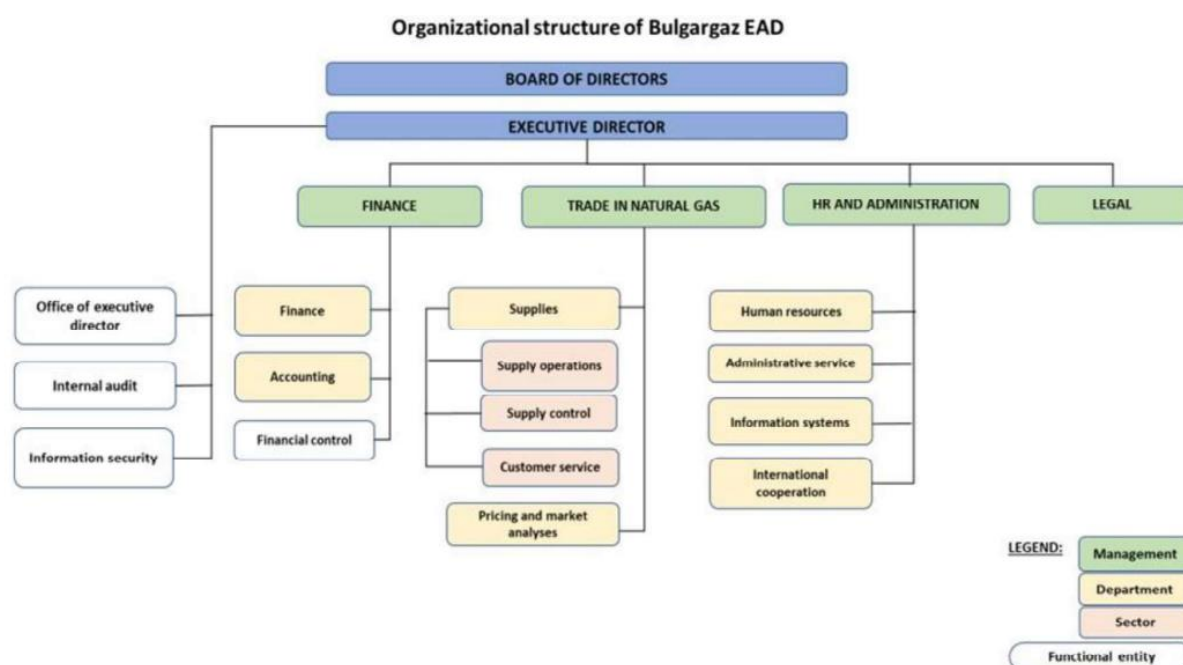 Organizational structure of Bulgargaz EAD
BOARD OF DIRECTORS
EXECUTIVE DIRECTOR
FINANCE
TRADE IN NATURAL GAS
HR AND ADMINISTRATION
LEGAL
Office of executive
director
Internal audit
Information security
Finance
Accounting
Financial control
Supplies
Supply operations
Supply control
Customer service
Pricing and market
analyses
Human resources
Administrative service
Information systems
International
cooperation
LEGEND:
Management
Department
Sector
Functional entity